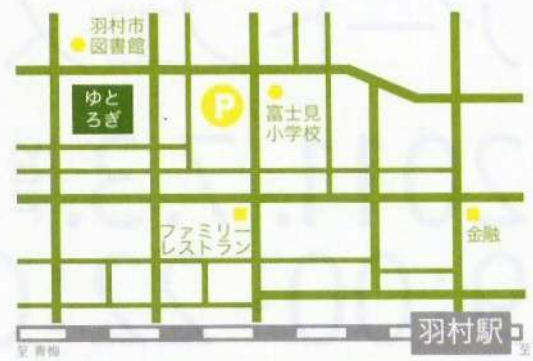 羽村市
図書館
ゆと
ろぎ
P
富士見
小学校
ファミリー
レストラン
金融
羽村駅
至 青梅
至